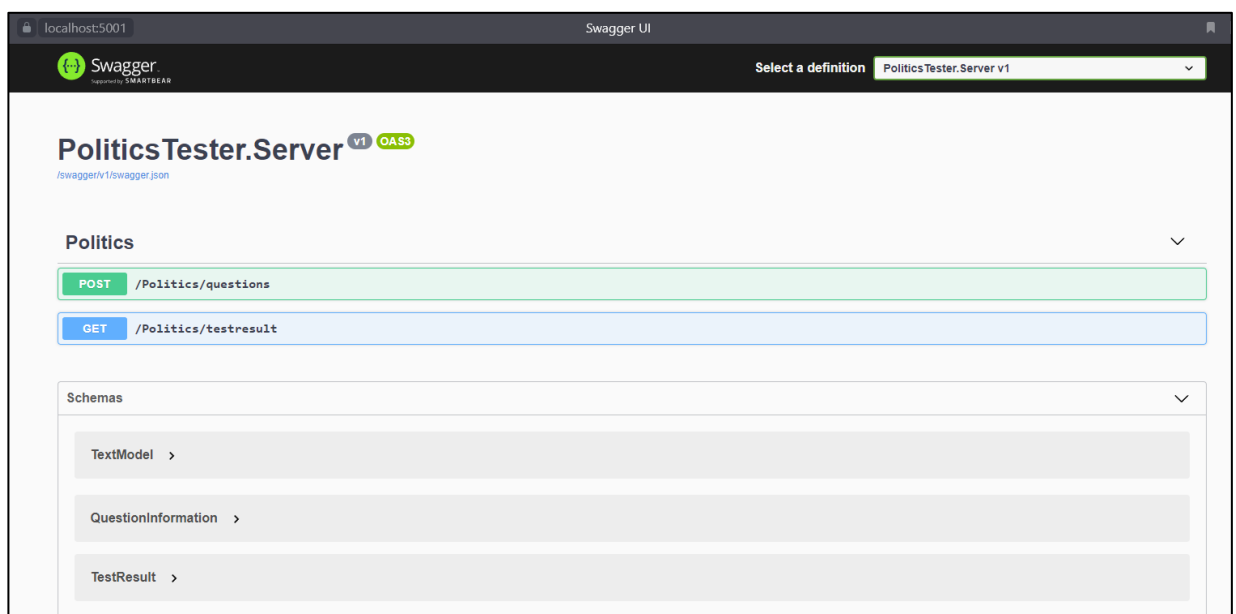 localhost:5001
Swagger UI
{···} Swagger.
Supported by SMARTBEAR
Select a definition
PoliticsTester.Server v1
PoliticsTester.Server v1 OAS3
/swagger/v1/swagger.json
Politics
POST /Politics/questions
GET /Politics/testresult
Schemas
TextModel
QuestionInformation
TestResult